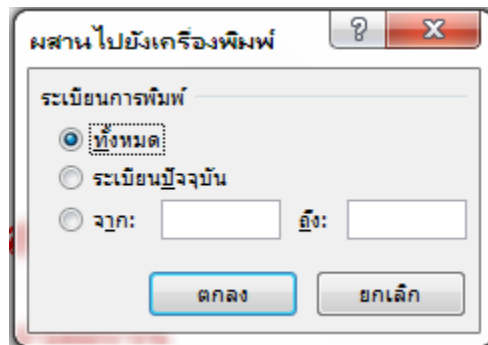 ผสานไปยังเครื่องพิมพ์
ระเบียนการพิมพ์
ทั้งหมด
ระเบียนปัจจุบัน
จาก: ถึง:
ตกลง ยกเลิก